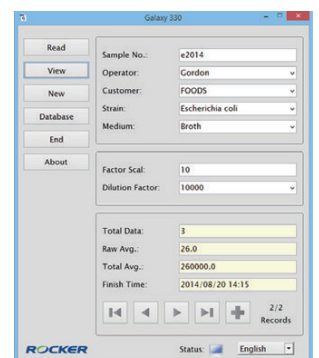 Galaxy 330
Read
View
New
Database
End
About
Sample No.: e2014
Operator: Gordon
Customer: FOODS
Strain: Escherichia coli
Medium: Broth
Factor Scal: 10
Dilution Factor: 10000
Total Data: 3
Raw Avg.: 26.0
Total Avg.: 260000.0
Finish Time: 2014/08/20 14:15
2/2
Records
ROCKER
Status: English